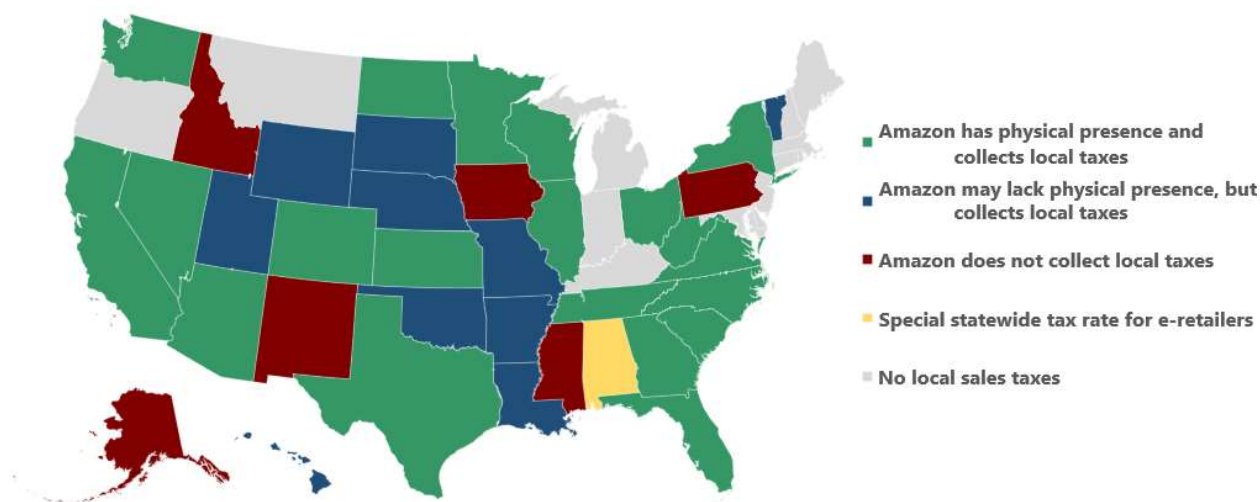 Amazon has physical presence and
collects local taxes
Amazon may lack physical presence, but
collects local taxes
Amazon does not collect local taxes
Special statewide tax rate for e-retailers
No local sales taxes